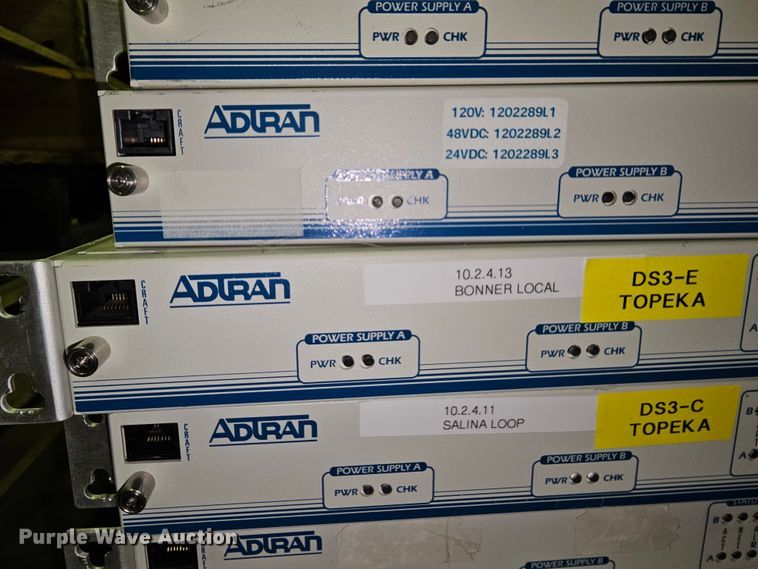 POWER SUPPLY A
POWER SUPPLY B
PWR CHK
PWR CHK
CRAFT
ADTRAN
120V: 1202289L1
48VDC: 1202289L2
24VDC: 1202289L3
POWER SUPPLY B
CHK
PWR CHK
CRAFT
ADTRAN
10.2.4.13
BONNER LOCAL
DS3-E
TOPEKA
POWER SUPPLY A
POWER SUPPLY B
PWR CHK
PWR CHK
A
CRAFT
ADTRAN
10.2.4.11
SALINA LOOP
DS3-C
TOPEKA
B
A
POWER SUPPLY A
POWER SUPPLY B
PWR CHK
PWR CHK
Purple Wave Auction
ADTRAN
POWER SUPPLY B
B
A